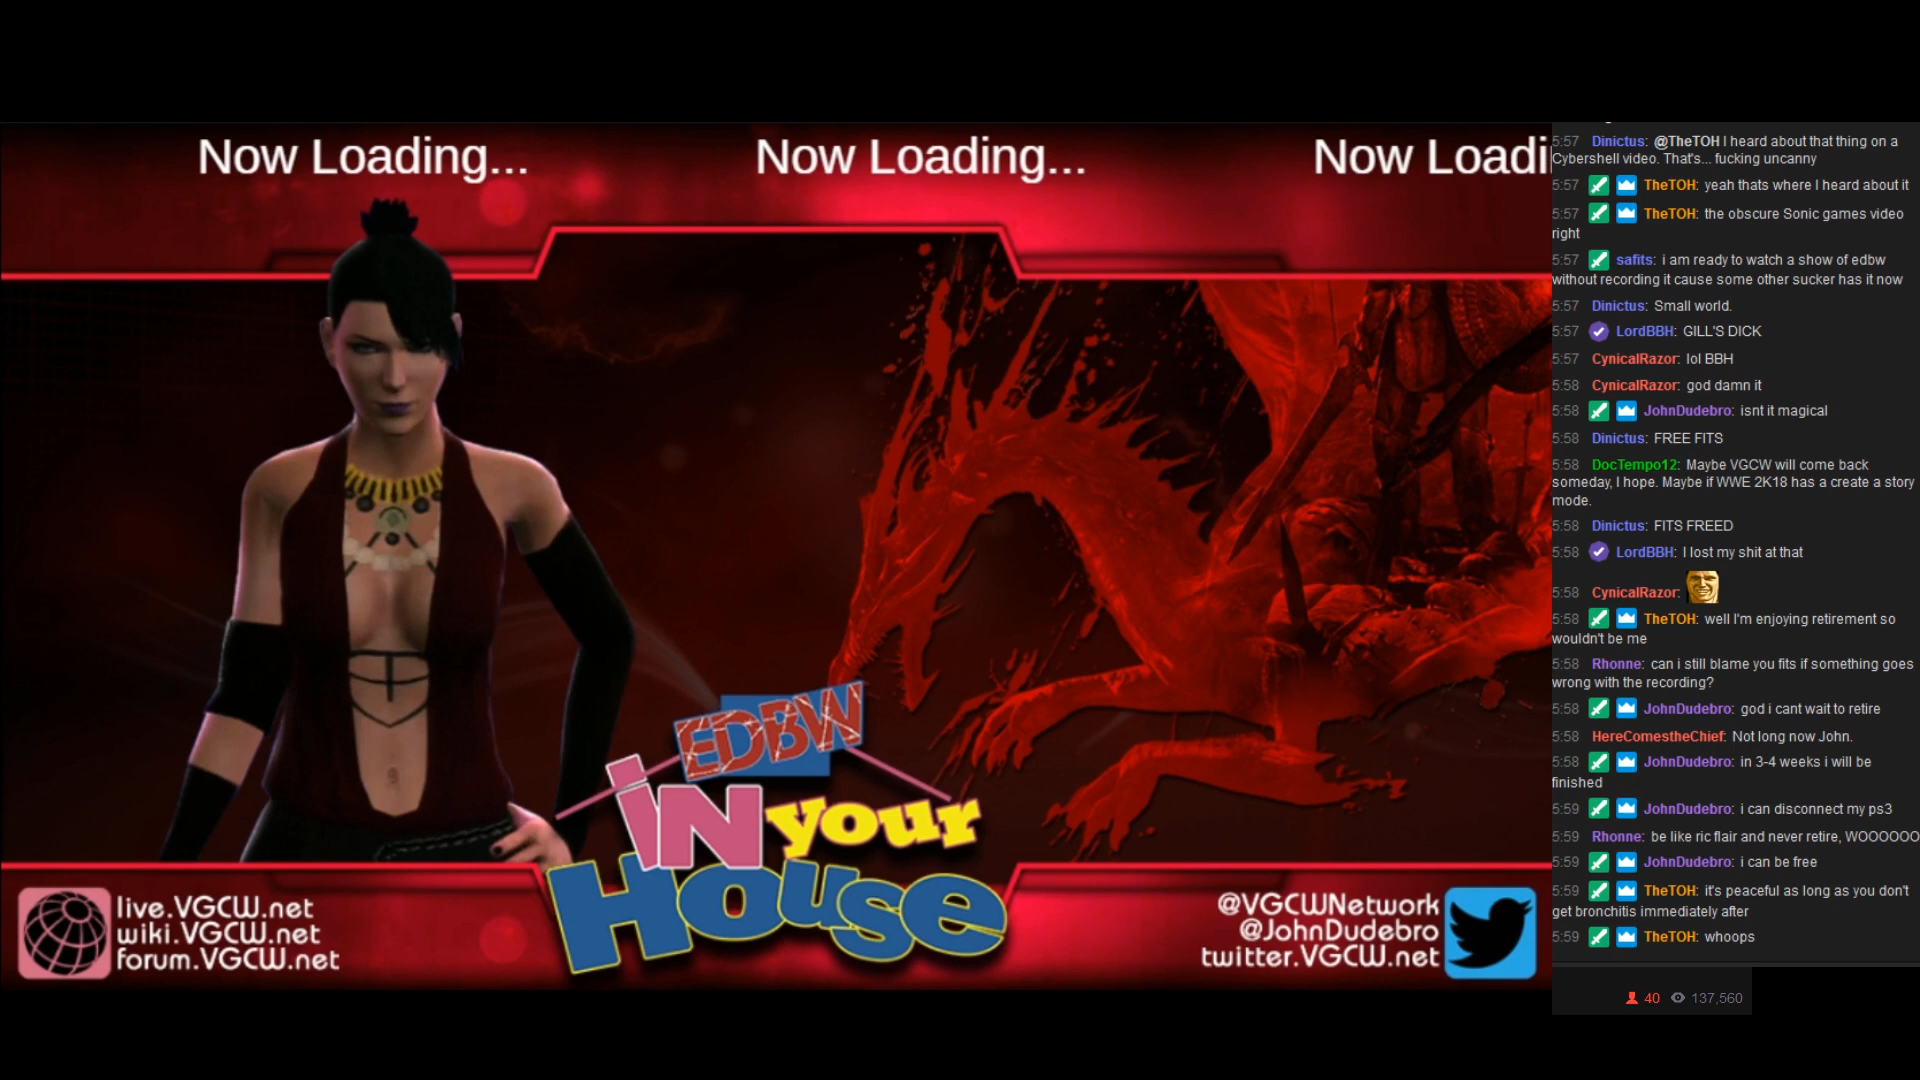 Now Loading...
Now Loading...
Now Loadi
EDBW
iN your
House
live.VGCW.net
wiki.VGCW.net
forum.VGCW.net
@VGCWNetwork
@JohnDudebro
twitter.VGCW.net
5:57 Dinictus: @TheTOH I heard about that thing on a
Cybershell video. That's... fucking uncanny
5:57 TheTOH: yeah thats where I heard about it
5:57 TheTOH: the obscure Sonic games video
right
5:57 safits: i am ready to watch a show of edbw
without recording it cause some other sucker has it now
5:57 Dinictus: Small world.
5:57 LordBBH: GILL'S DICK
5:57 CynicalRazor: lol BBH
5:58 CynicalRazor: god damn it
5:58 JohnDudebro: isnt it magical
5:58 Dinictus: FREE FITS
5:58 DocTempo12: Maybe VGCW will come back
someday, I hope. Maybe if WWE 2K18 has a create a story
mode.
5:58 Dinictus: FITS FREED
5:58 LordBBH: I lost my shit at that
5:58 CynicalRazor:
5:58 TheTOH: well I'm enjoying retirement so
wouldn't be me
5:58 Rhonne: can i still blame you fits if something goes
wrong with the recording?
5:58 JohnDudebro: god i cant wait to retire
5:58 HereComestheChief: Not long now John.
5:58 JohnDudebro: in 3-4 weeks i will be
finished
5:59 JohnDudebro: i can disconnect my ps3
5:59 Rhonne: be like ric flair and never retire, WOOOOOO
5:59 JohnDudebro: i can be free
5:59 TheTOH: it's peaceful as long as you don't
get bronchitis immediately after
5:59 TheTOH: whoops
40 137,560